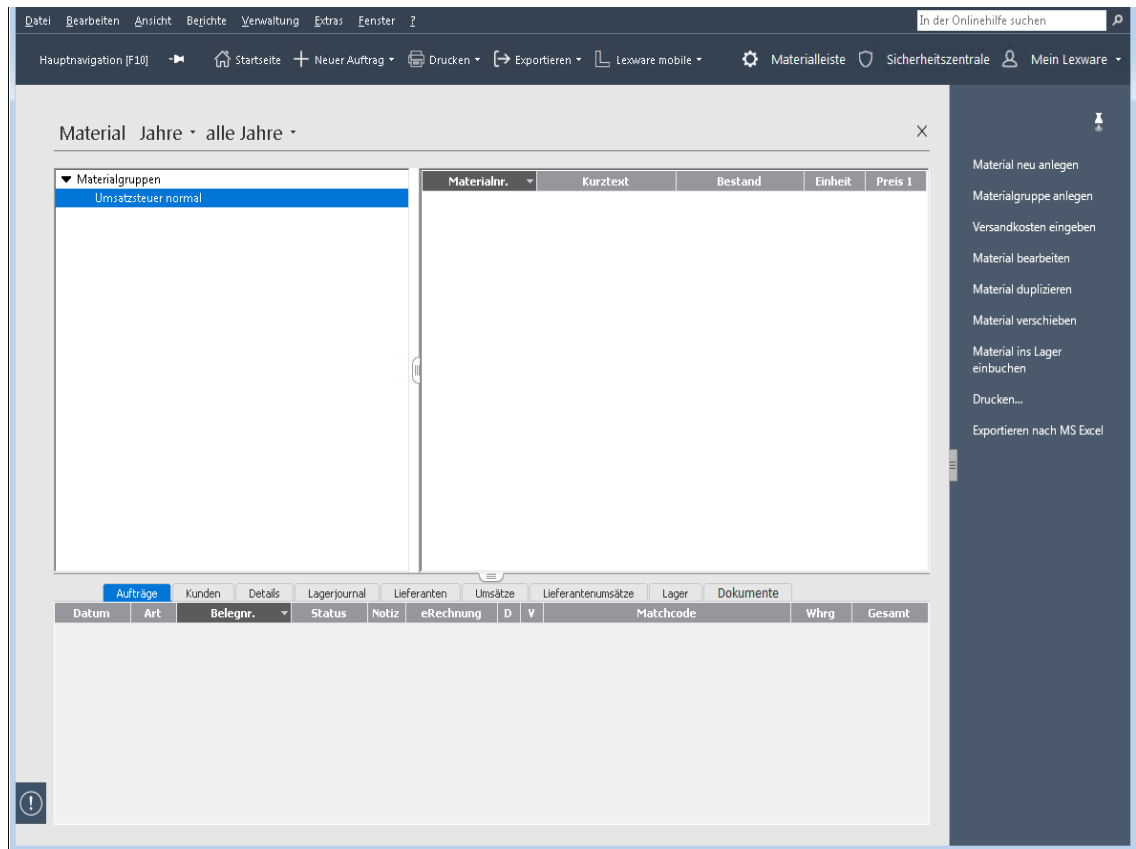 Datei Bearbeiten Ansicht Berichte Verwaltung Extras Fenster ? In der Onlinehilfe suchen
Hauptnavigation [F10] Startseite Neuer Auftrag Drucken Exportieren Lexware mobile Materialleiste Sicherheitszentrale Mein Lexware
Material Jahre alle Jahre X
Materialgruppen
Umsatzsteuer normal
Materialnr. Kurztext Bestand Einheit Preis 1
Material neu anlegen
Materialgruppe anlegen
Versandkosten eingeben
Material bearbeiten
Material duplizieren
Material verschieben
Material ins Lager
einbuchen
Drucken...
Exportieren nach MS Excel
Aufträge Kunden Details Lagerjournal Lieferanten Umsätze Lieferantenumsätze Lager Dokumente
Datum Art Belegnr. Status Notiz eRechnung D V Matchcode Whrg Gesamt